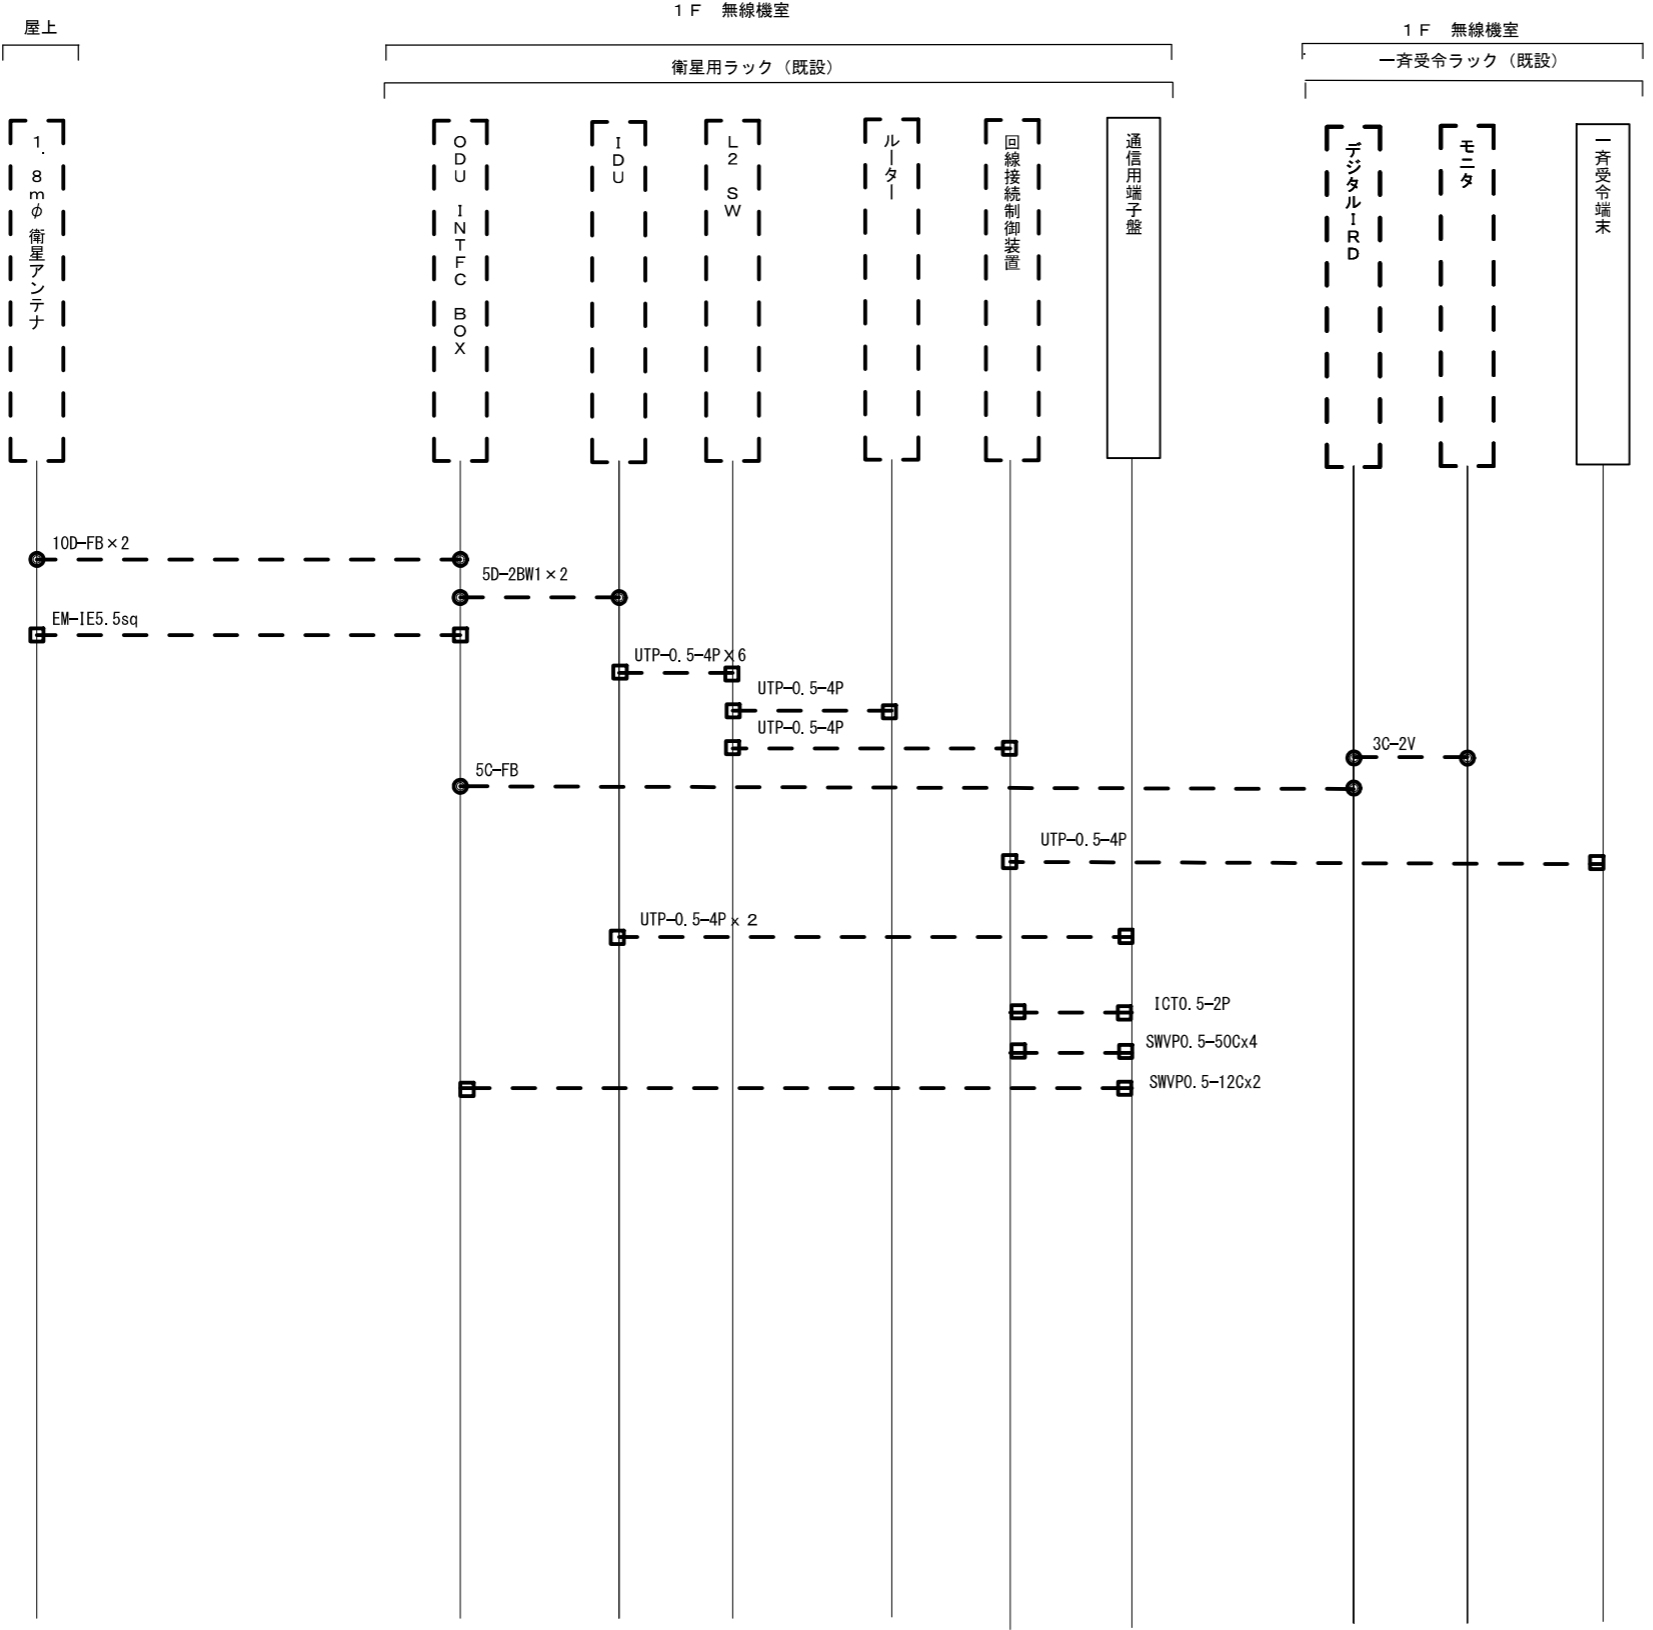 １Ｆ　無線機室
屋上
１Ｆ　無線機室
衛星用ラック（既設）
一斉受令ラック（既設）
１．８ｍφ 衛星アンテナ
ＯＤＵ　ＩＮＴＦＣ　ＢＯＸ
ＩＤＵ
Ｌ２　ＳＷ
ルーター
回線接続制御装置
通信用端子盤
デジタルＩＲＤ
モニタ
一斉受令端末
10D-FB×2
5D-2BW1×2
EM-IE5.5sq
UTP-0.5-4P×6
UTP-0.5-4P
UTP-0.5-4P
3C-2V
5C-FB
UTP-0.5-4P
UTP-0.5-4P x 2
ICT0.5-2P
SWVP0.5-50Cx4
SWVP0.5-12Cx2